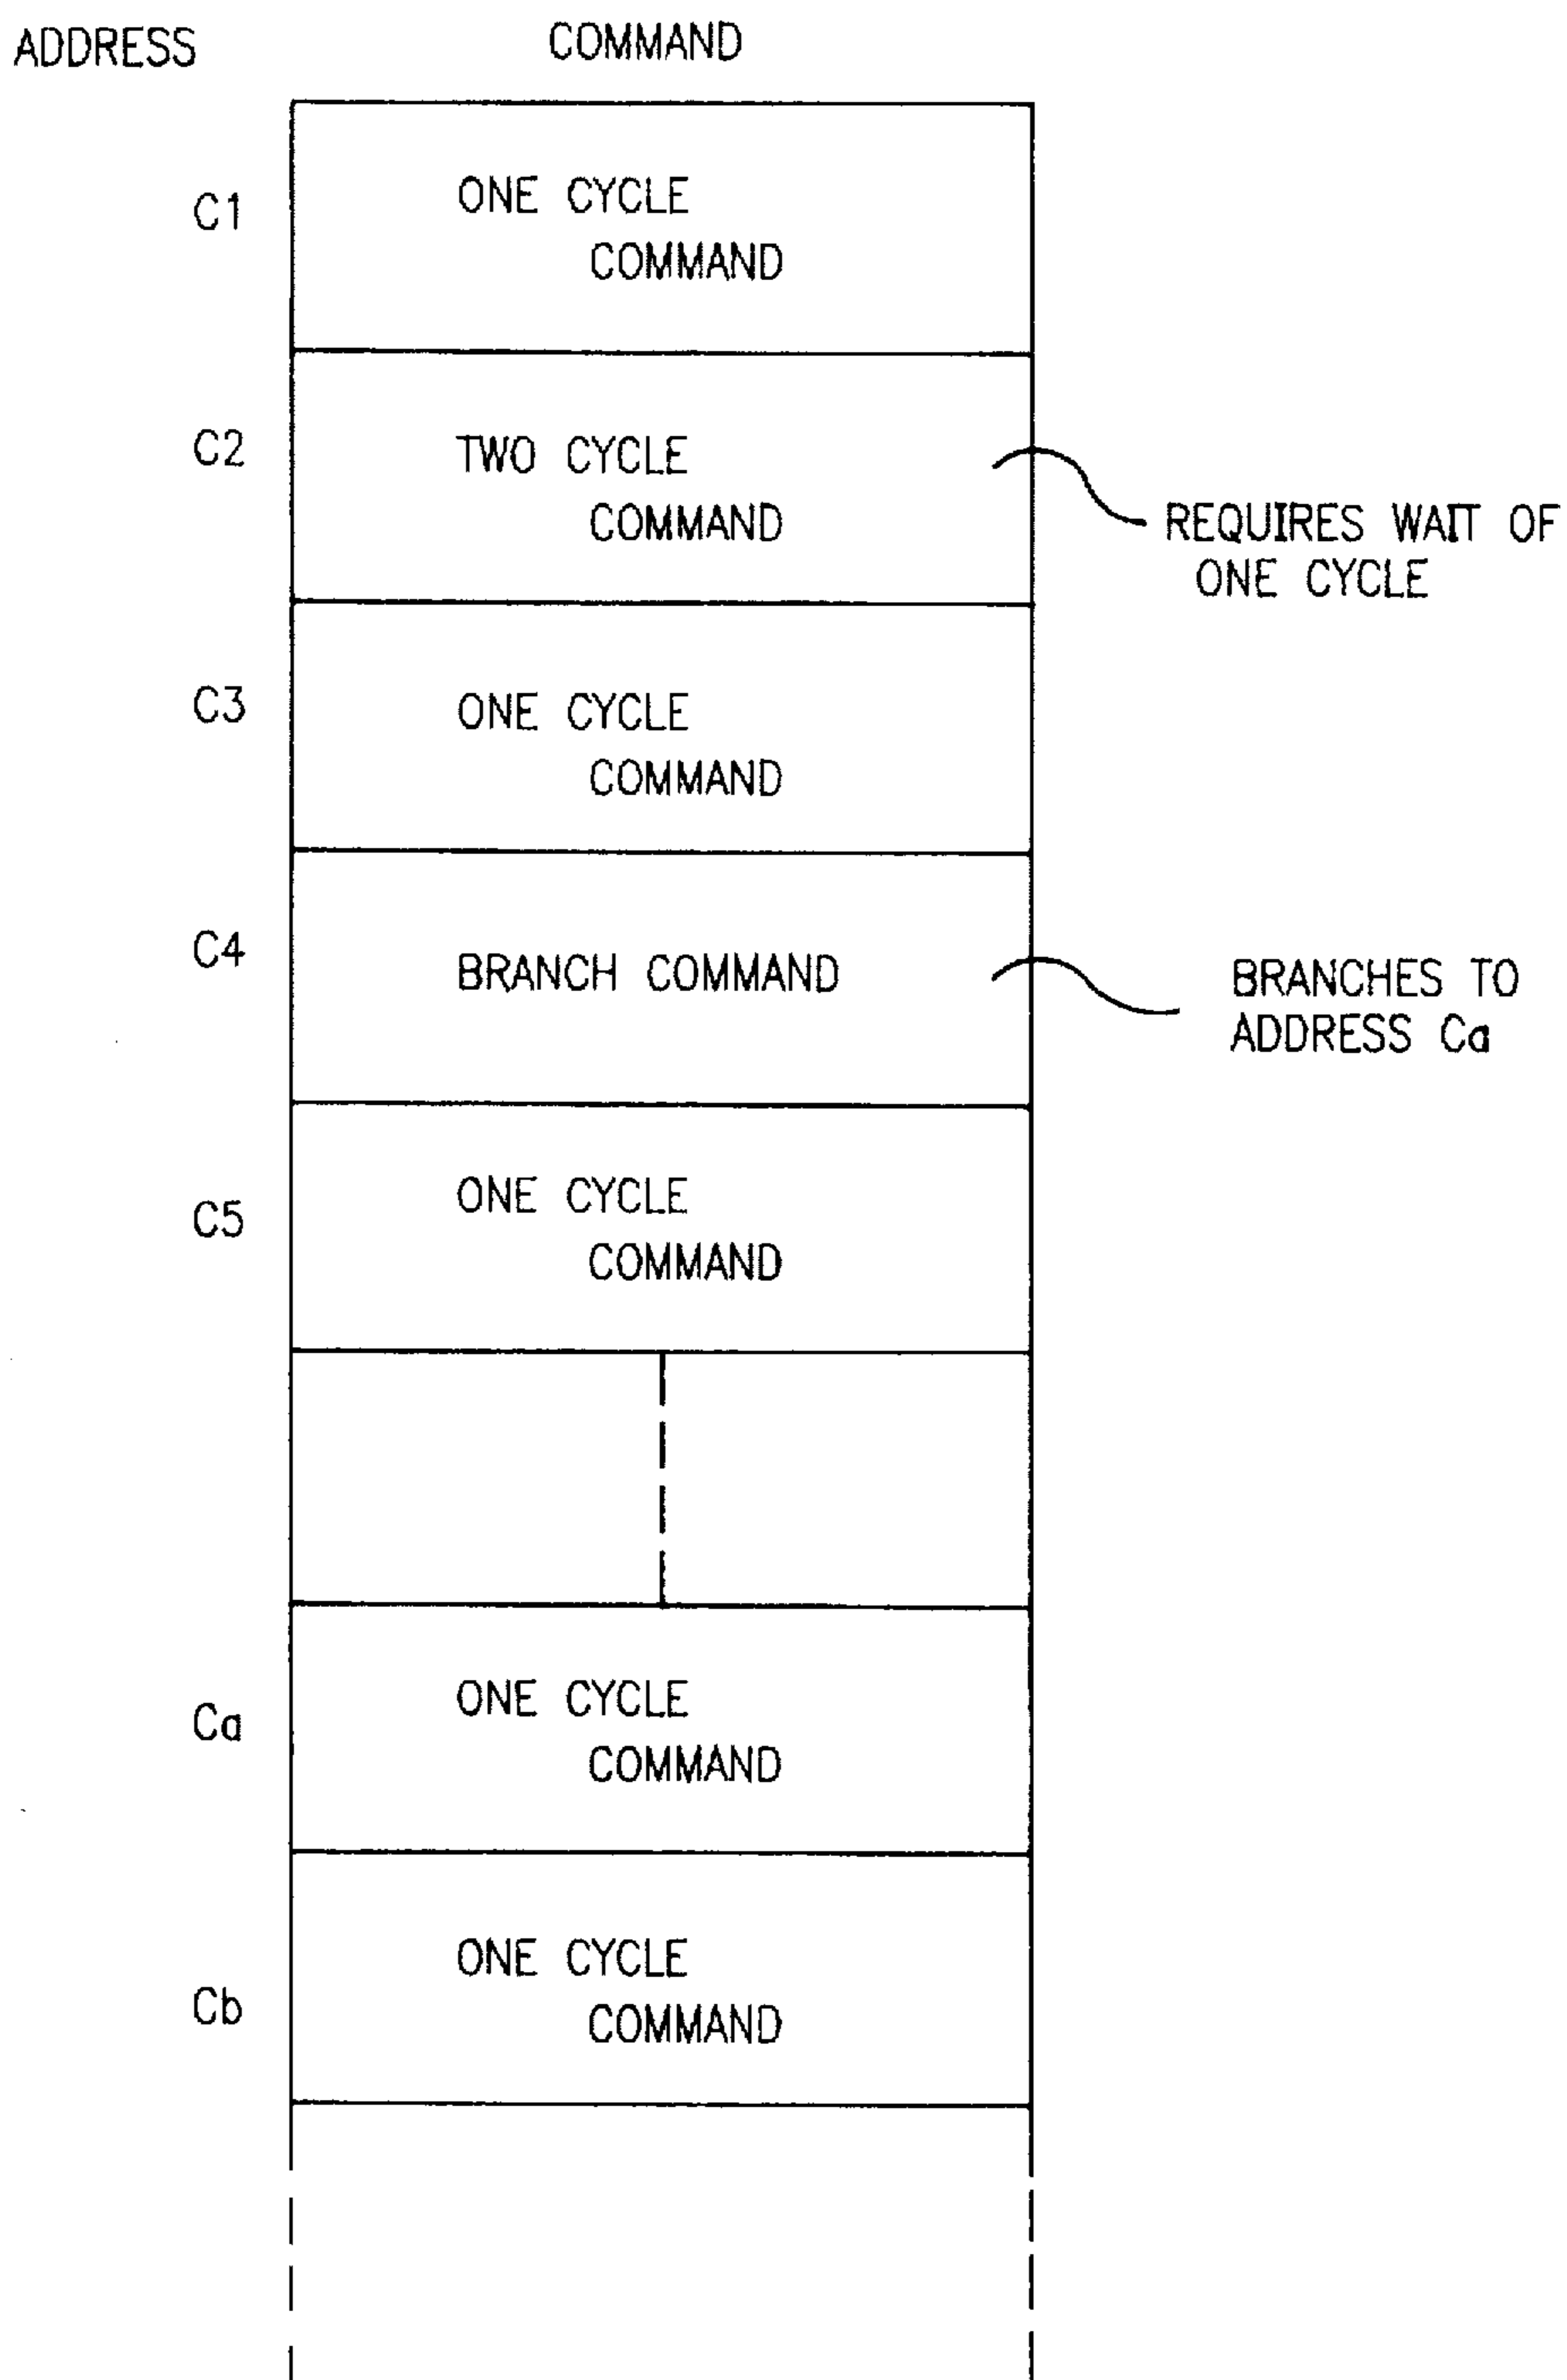 ADDRESS
COMMAND
C1
ONE CYCLE
COMMAND
C2
TWO CYCLE
COMMAND
REQUIRES WAIT OF
ONE CYCLE
C3
ONE CYCLE
COMMAND
C4
BRANCH COMMAND
BRANCHES TO
ADDRESS Ca
C5
ONE CYCLE
COMMAND
Ca
ONE CYCLE
COMMAND
Cb
ONE CYCLE
COMMAND